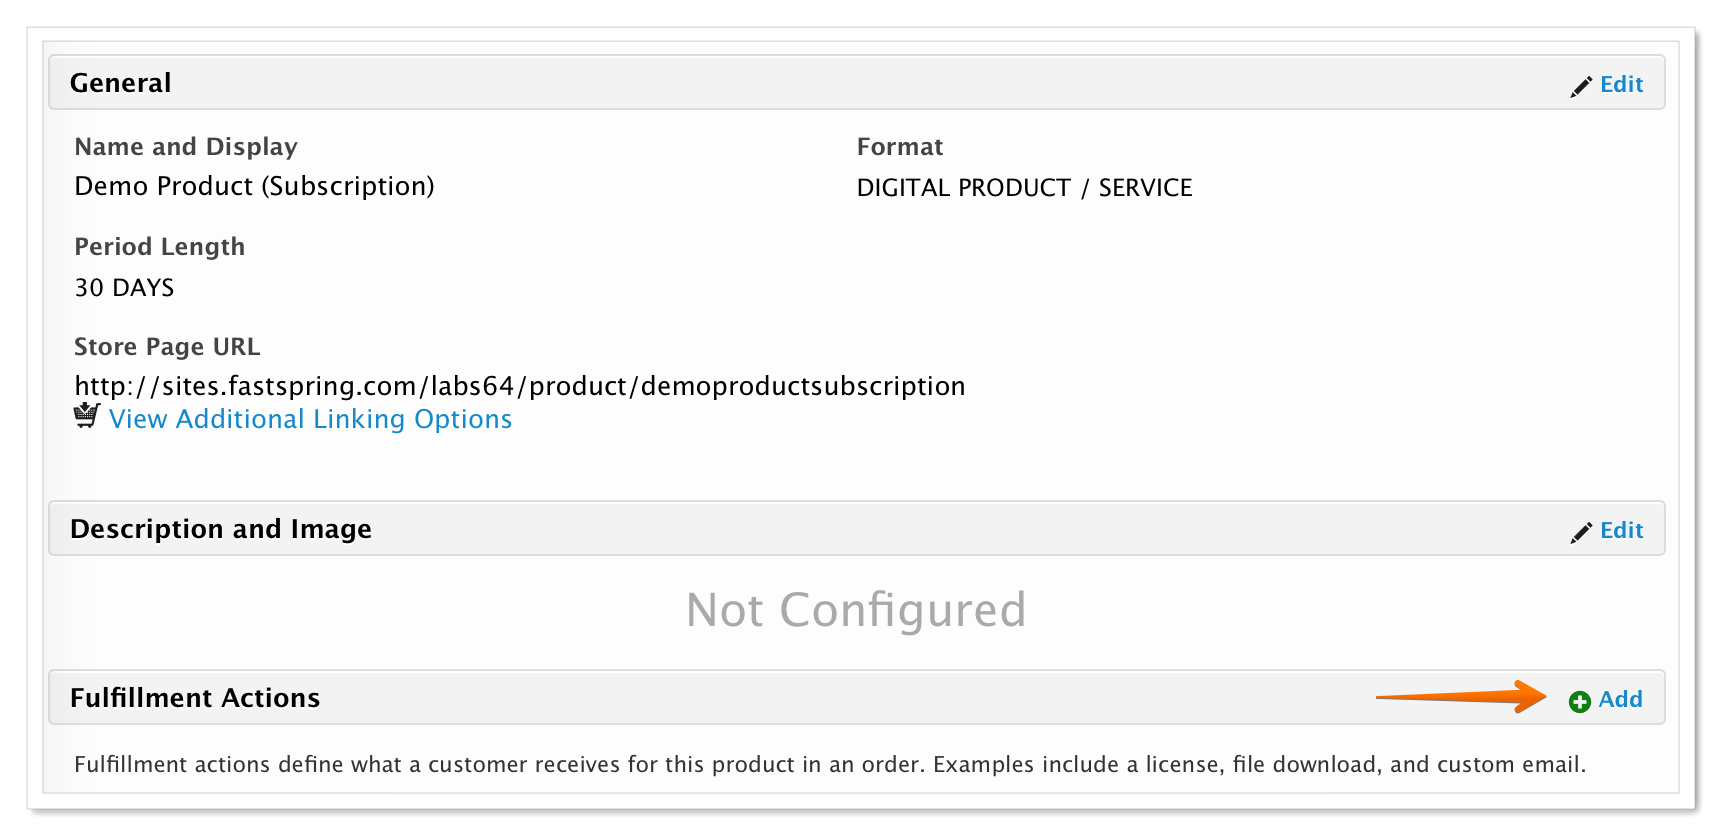 General
Edit
Name and Display
Format
Demo Product (Subscription)
DIGITAL PRODUCT / SERVICE
Period Length
30 DAYS
Store Page URL
http://sites.fastspring.com/labs64/product/demoproductsubscription
View Additional Linking Options
Description and Image
Edit
Not Configured
Fulfillment Actions
Add
Fulfillment actions define what a customer receives for this product in an order. Examples include a license, file download, and custom email.